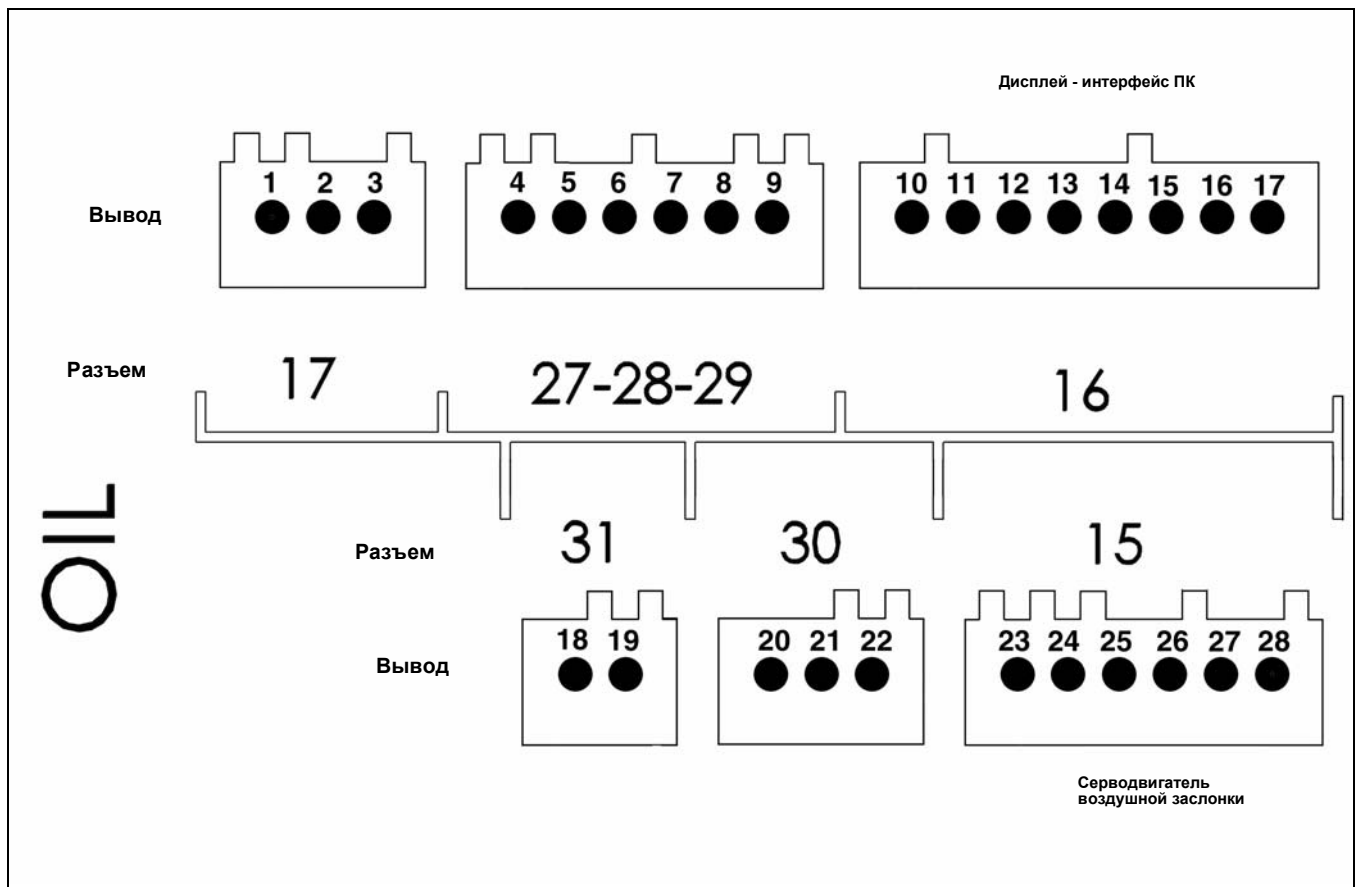 Дисплей - интерфейс ПК
1 2 3 4 5 6 7 8 9 10 11 12 13 14 15 16 17
Вывод
Разъем 17 27-28-29 16
OIL
Разъем 31 30 15
18 19 20 21 22 23 24 25 26 27 28
Вывод
Серводвигатель
воздушной заслонки